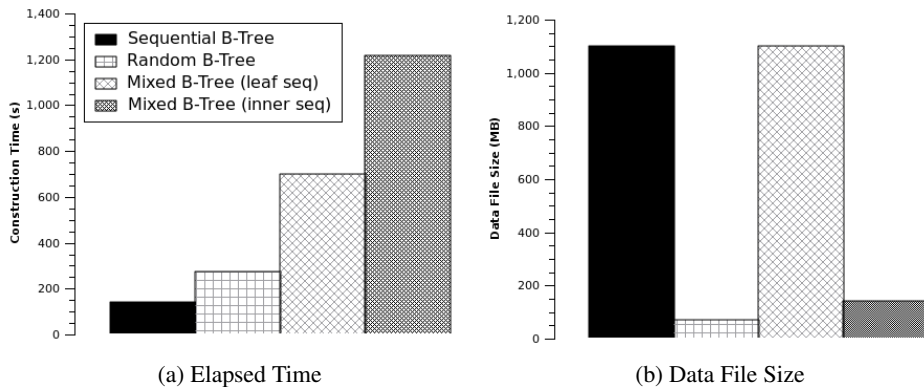 1,400
1,200
1,000
800
600
400
200
0
Construction Time (s)
Sequential B-Tree
Random B-Tree
Mixed B-Tree (leaf seq)
Mixed B-Tree (inner seq)
(a) Elapsed Time
1,200
1,000
800
600
400
200
0
Data File Size (MB)
(b) Data File Size